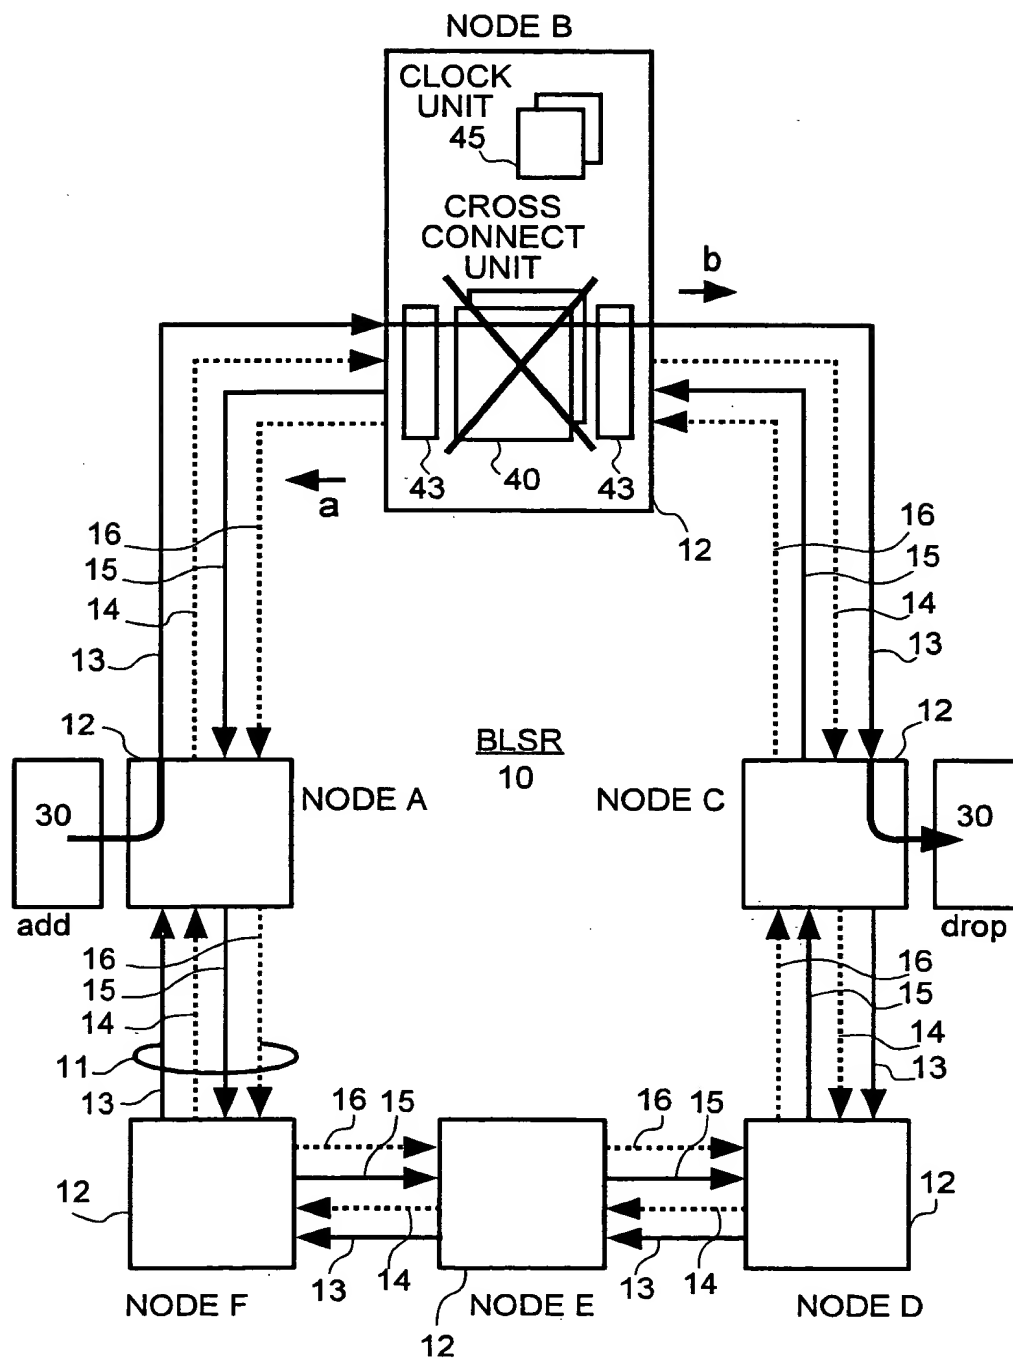 NODE B
CLOCK
UNIT
45
CROSS
CONNECT
UNIT
b
43
40
43
a
12
16
15
14
13
16
15
14
13
12
12
BLSR
10
30
NODE A
NODE C
30
add
drop
16
15
14
11
13
16
15
14
13
16
15
16
15
12
12
13
14
13
14
NODE F
NODE E
NODE D
12